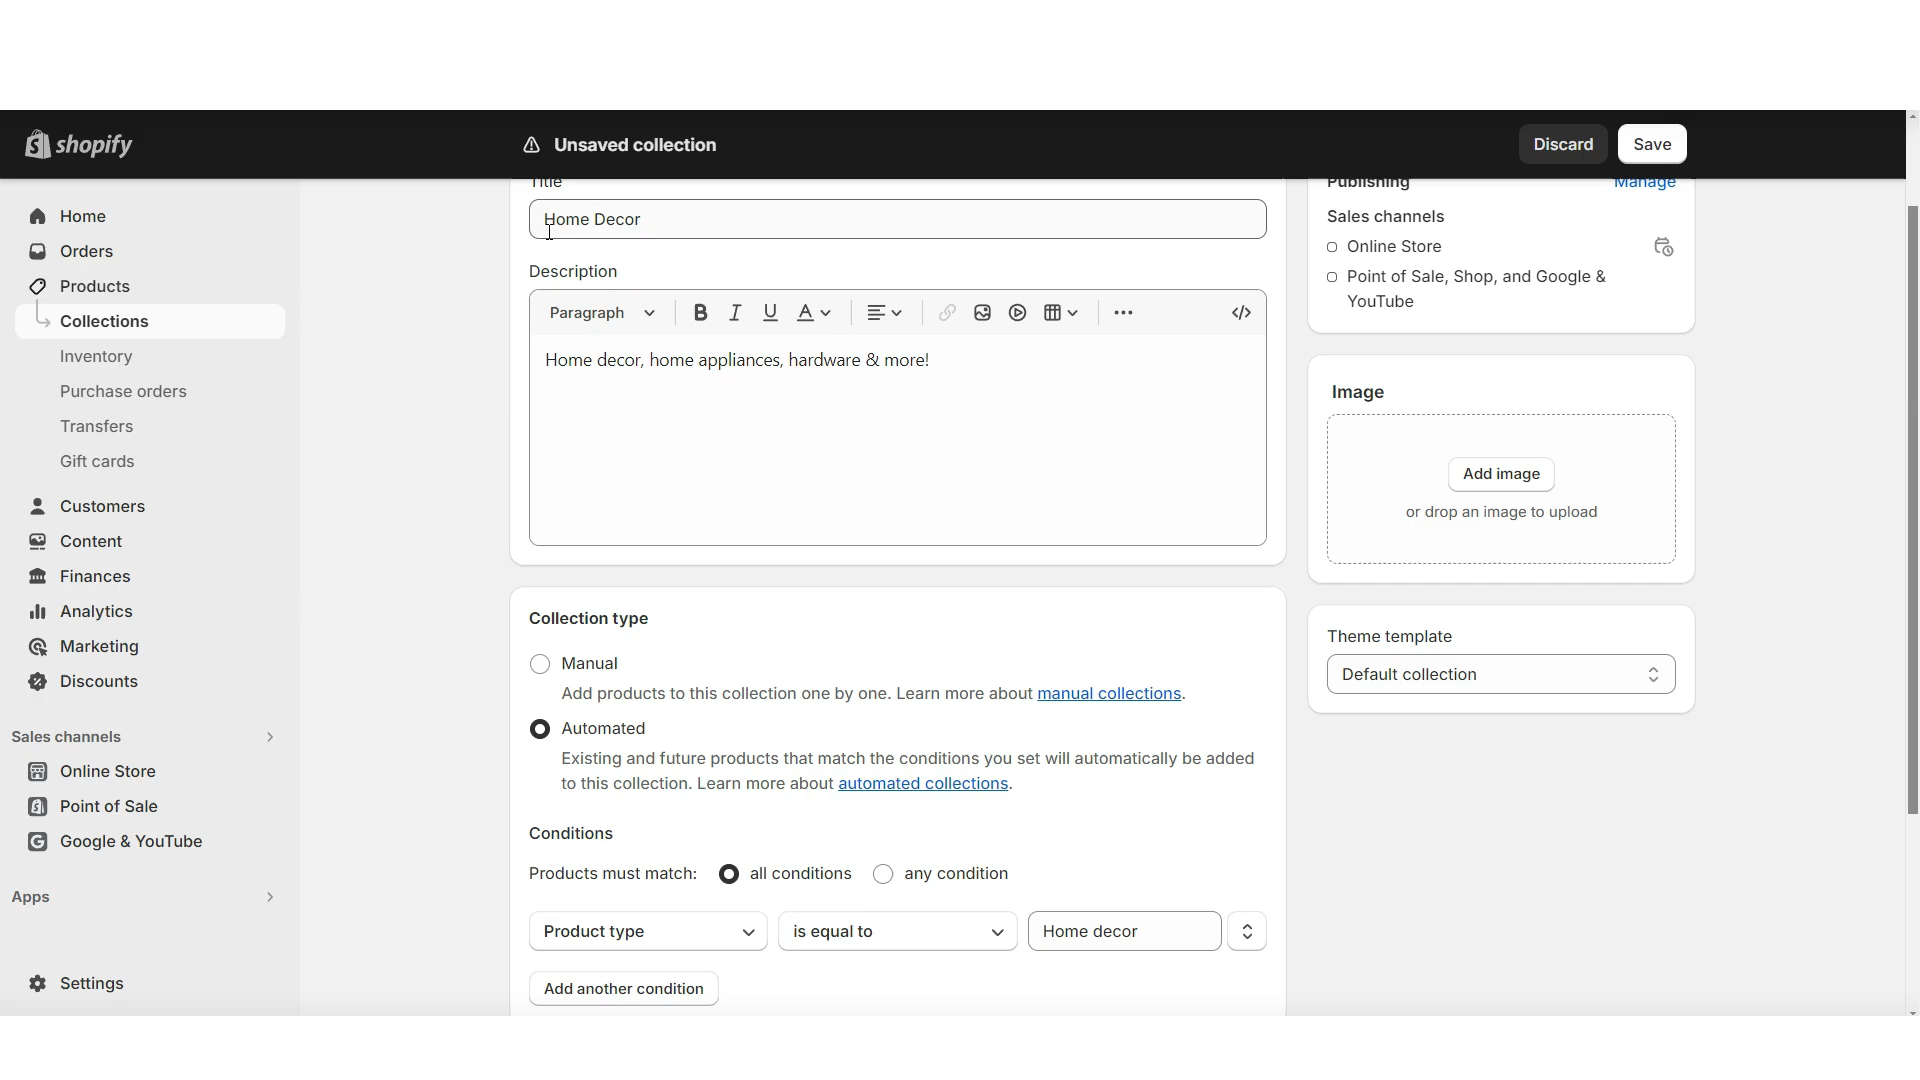 shopify
Unsaved collection
Discard
Save
Home
Orders
Products
Collections
Inventory
Purchase orders
Transfers
Gift cards
Customers
Content
Finances
Analytics
Marketing
Discounts
Sales channels
Online Store
Point of Sale
Google & YouTube
Apps
Settings
Title
Home Decor
Description
Paragraph
Home decor, home appliances, hardware & more!
Collection type
Manual
Add products to this collection one by one. Learn more about manual collections.
Automated
Existing and future products that match the conditions you set will automatically be added
to this collection. Learn more about automated collections.
Conditions
Products must match: all conditions any condition
Product type is equal to Home decor
Add another condition
Publishing Manage
Sales channels
Online Store
Point of Sale, Shop, and Google &
YouTube
Image
Add image
or drop an image to upload
Theme template
Default collection